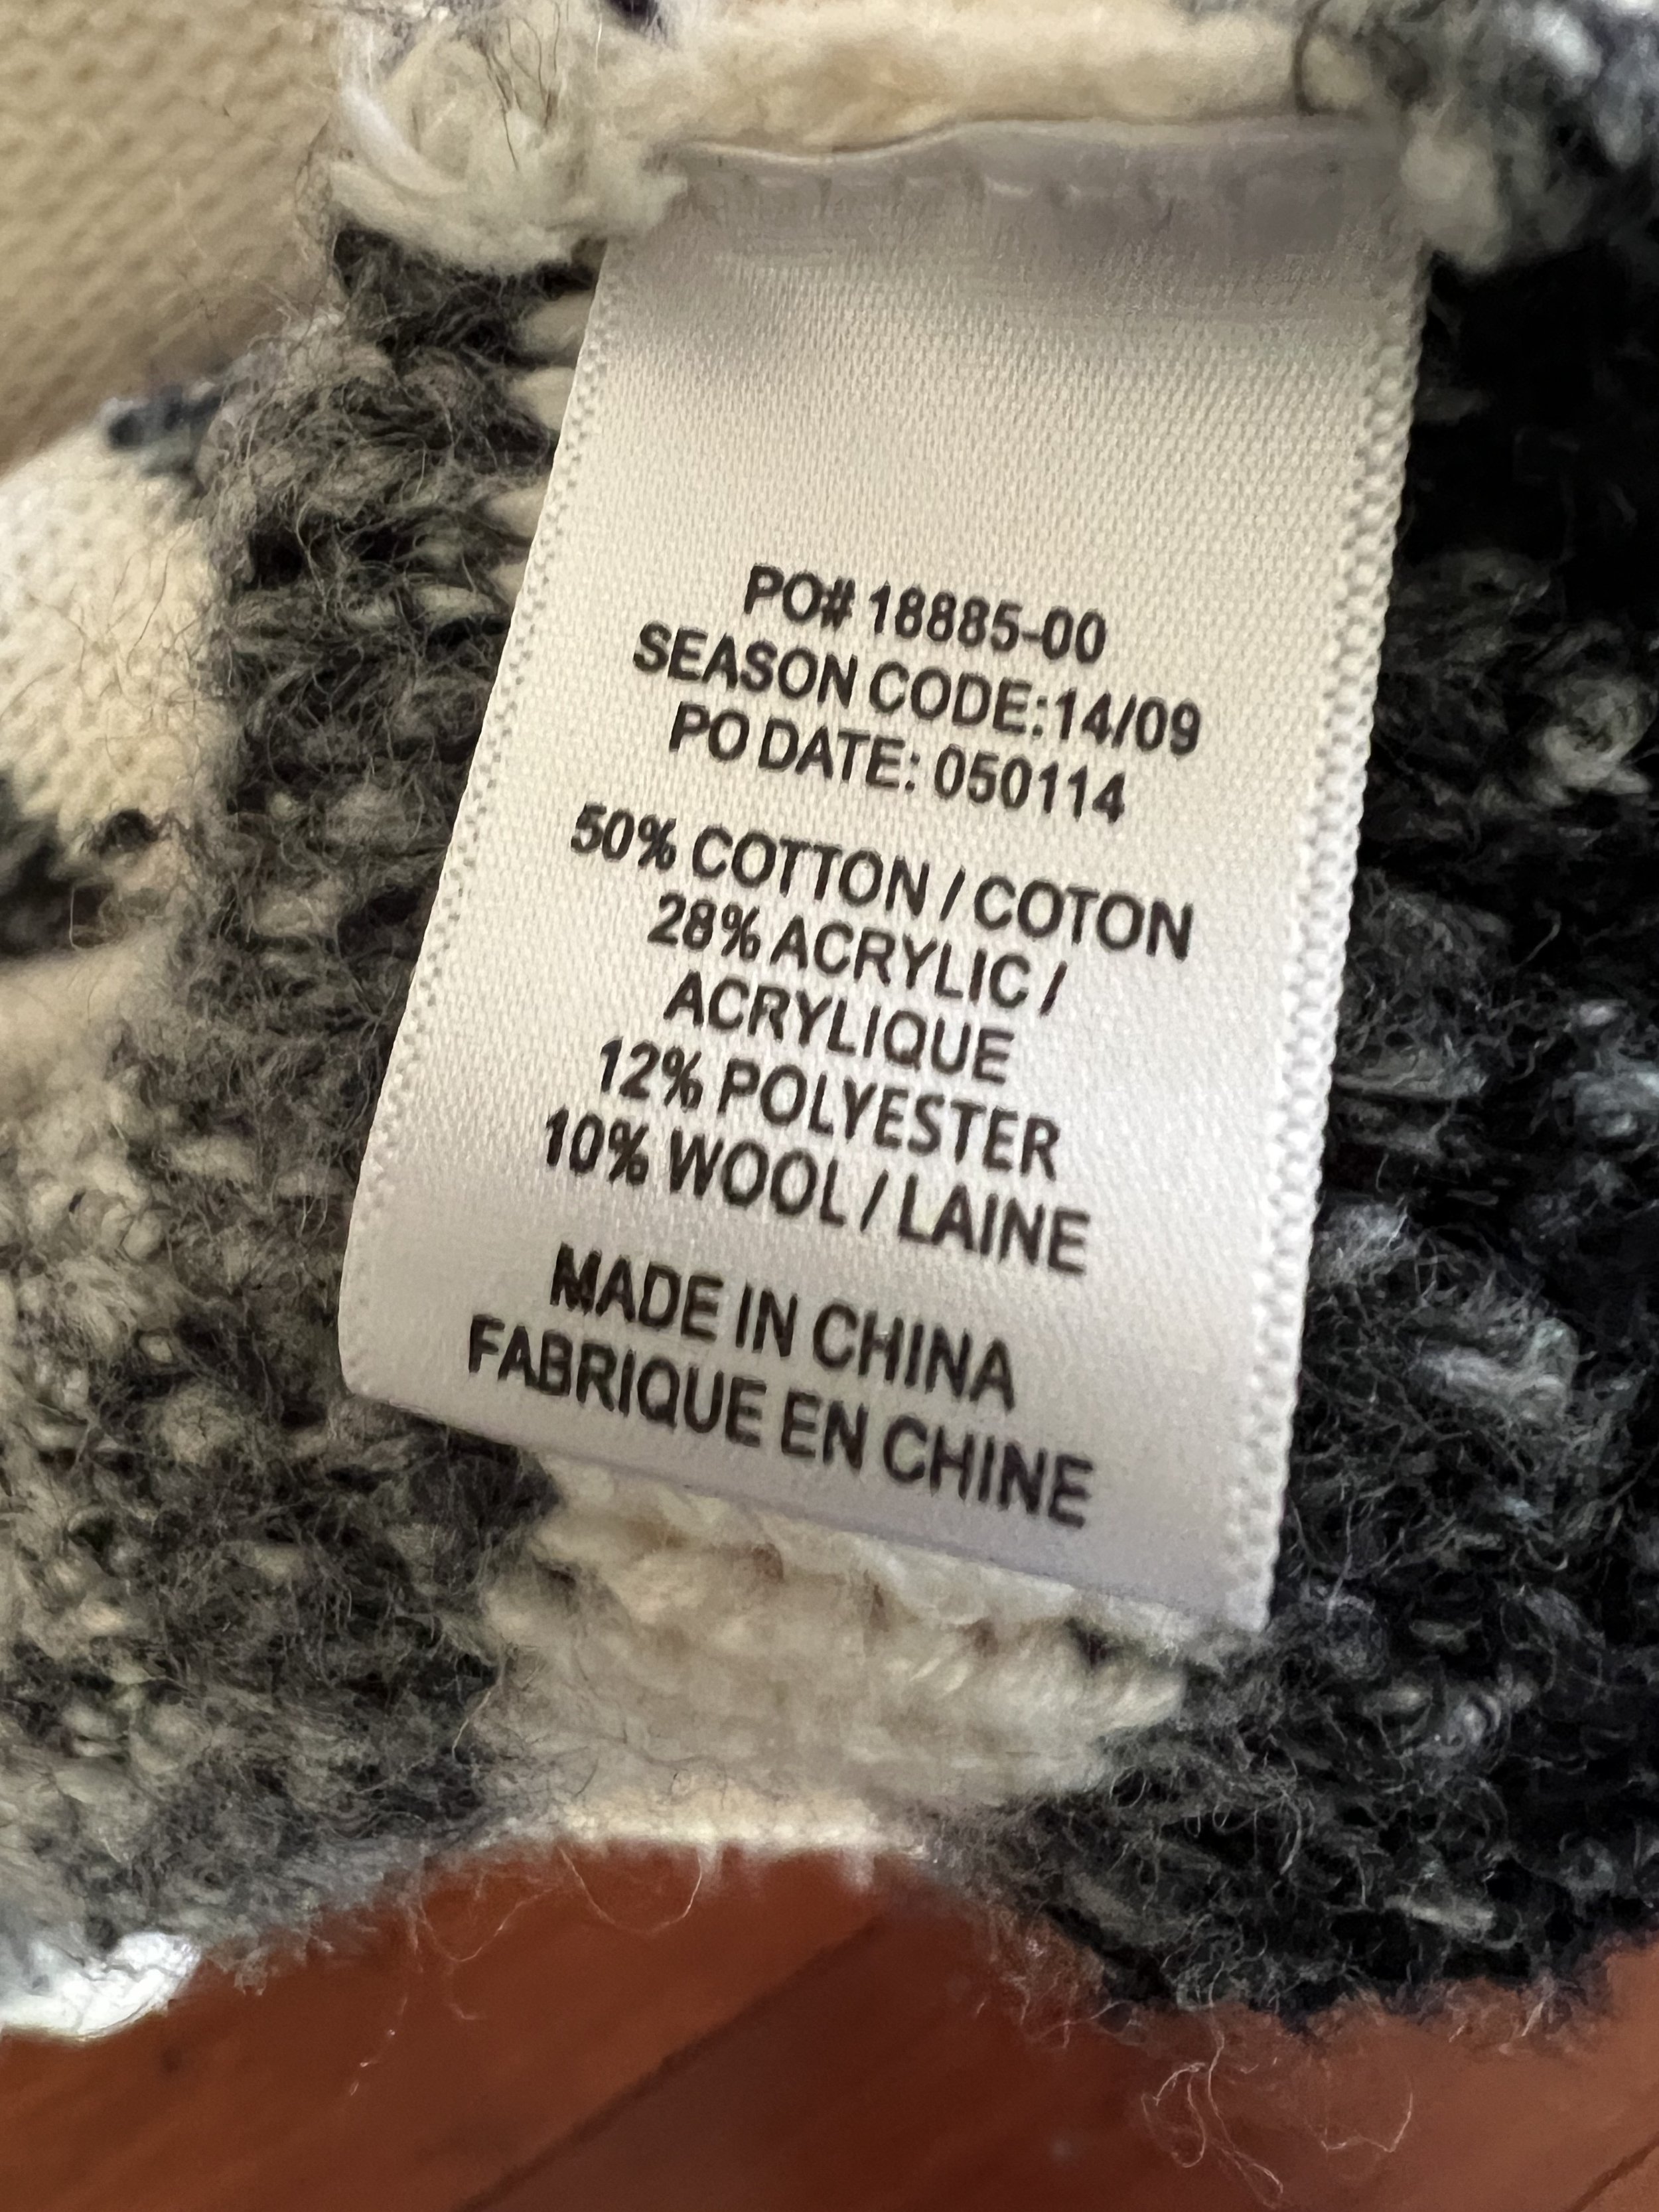 PO# 18885-00
SEASON CODE:14/09
PO DATE: 050114
50% COTTON / COTON
28% ACRYLIC /
ACRYLIQUE
12% POLYESTER
10% WOOL / LAINE
MADE IN CHINA
FABRIQUE EN CHINE